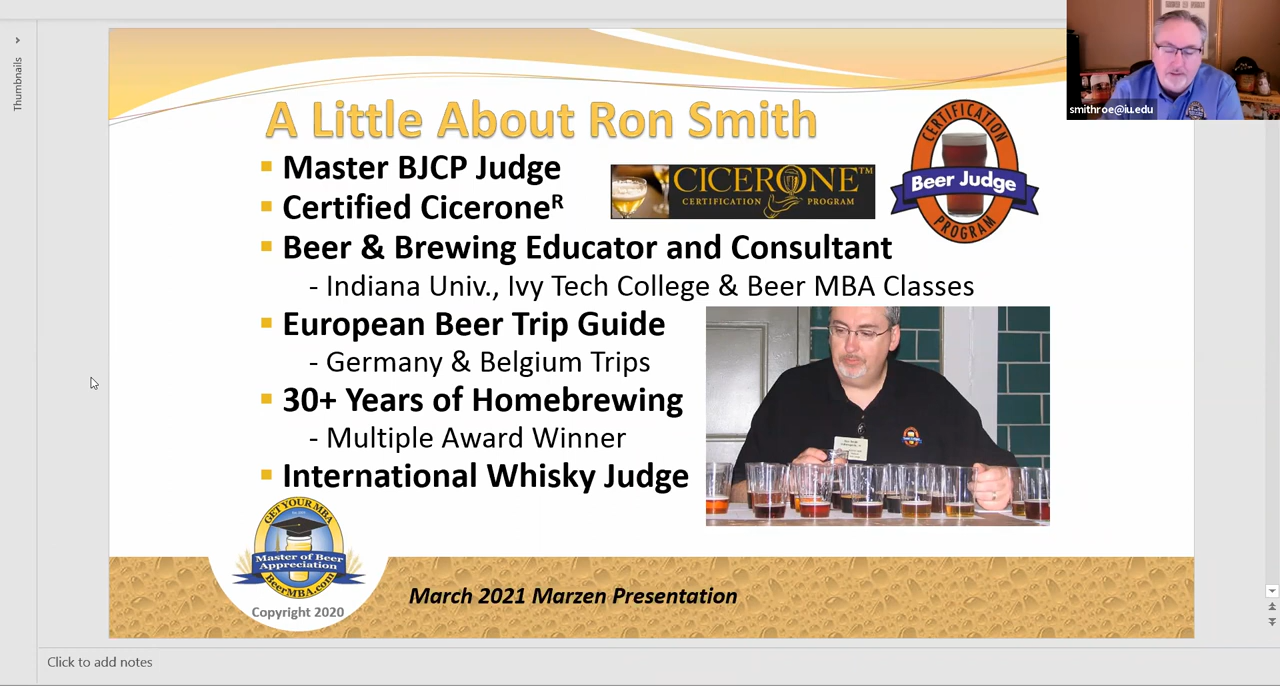 Thumbnails
smithroe@iu.edu
A Little About Ron Smith
Master BJCP Judge
Certified Ciceroneᴿ
CICERONE™
CERTIFICATION PROGRAM
CERTIFICATION
Beer Judge
PROGRAM
Beer & Brewing Educator and Consultant
- Indiana Univ., Ivy Tech College & Beer MBA Classes
European Beer Trip Guide
- Germany & Belgium Trips
30+ Years of Homebrewing
- Multiple Award Winner
International Whisky Judge
GET YOUR MBA
Master of Beer
Appreciation
BeerMBA.com
Copyright 2020
March 2021 Marzen Presentation
Click to add notes